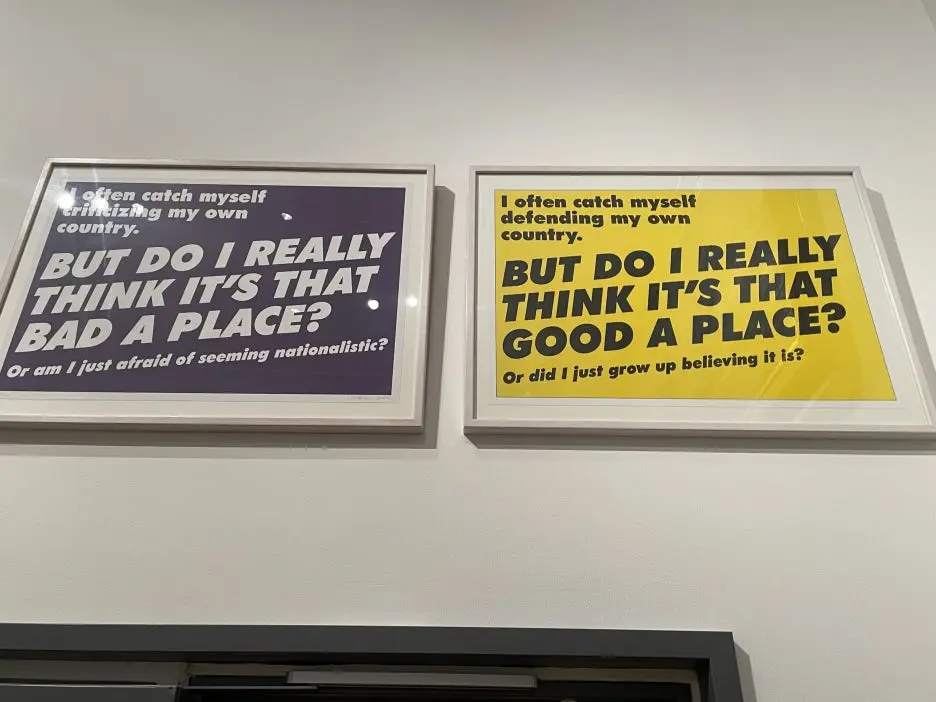 I often catch myself
criticizing my own
country.
BUT DO I REALLY
THINK IT'S THAT
BAD A PLACE?
Or am I just afraid of seeming nationalistic?
I often catch myself
defending my own
country.
BUT DO I REALLY
THINK IT'S THAT
GOOD A PLACE?
Or did I just grow up believing it is?